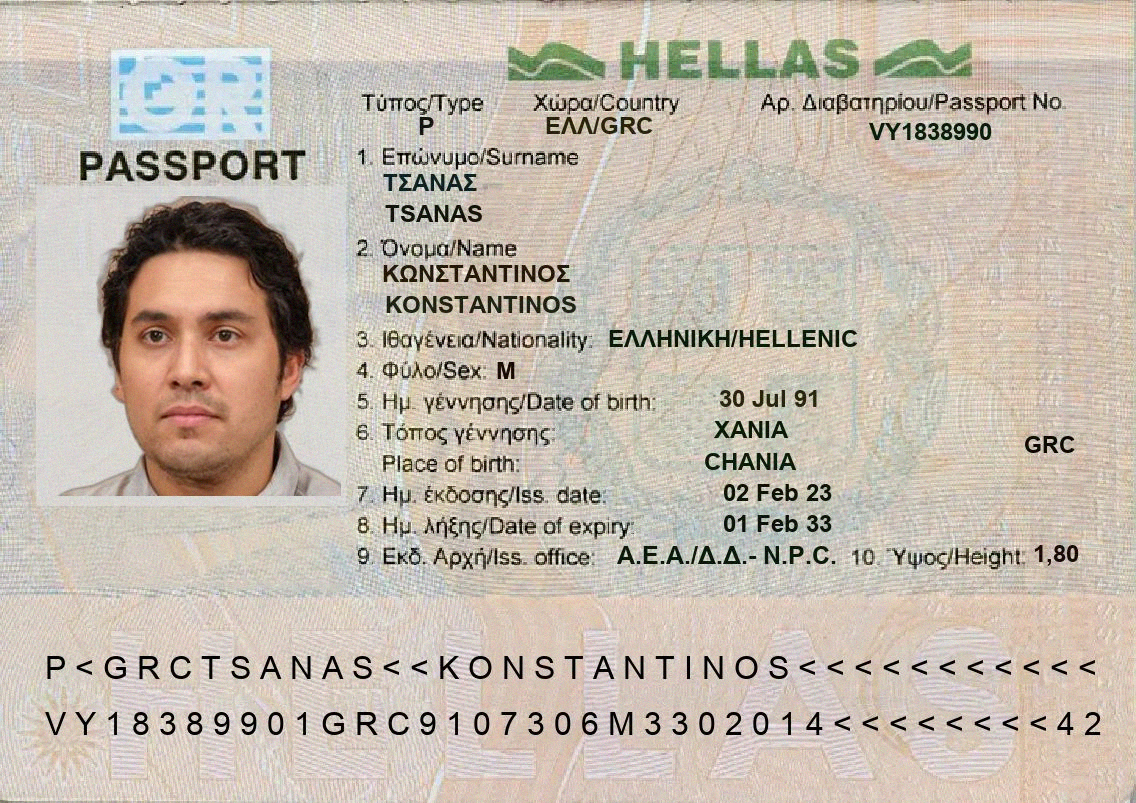 HELLAS
GR
PASSPORT
Τύπος/Type Χώρα/Country Αρ. Διαβατηρίου/Passport No.
P ΕΛΛ/GRC VY1838990
1. Επώνυμο/Surname
ΤΣΑΝΑΣ
TSANAS
2. Όνομα/Name
ΚΩΝΣΤΑΝΤΙΝΟΣ
KONSTANTINOS
3. Ιθαγένεια/Nationality: ΕΛΛΗΝΙΚΗ/HELLENIC
4. Φύλο/Sex: M
5. Ημ. γέννησης/Date of birth: 30 Jul 91
6. Τόπος γέννησης: ΧΑΝΙΑ
GRC
Place of birth: CHANIA
7. Ημ. έκδοσης/Iss. date: 02 Feb 23
8. Ημ. λήξης/Date of expiry: 01 Feb 33
9. Εκδ. Αρχή/Iss. office: Α.Ε.Α./Δ.Δ.- N.P.C. 10. Ύψος/Height: 1,80
HELLAS
P<GRCTSANAS<<KONSTANTINOS<<<<<<<<<<<
VY18389901GRC9107306M3302014<<<<<<<<42